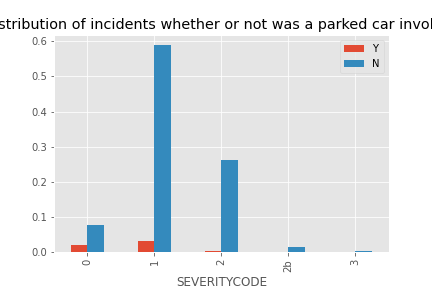 stribution of incidents whether or not was a parked car invol
0.6
0.5
0.4
0.3
0.2
0.1
0.0
Y
N
0
1
2
2b
3
SEVERITYCODE